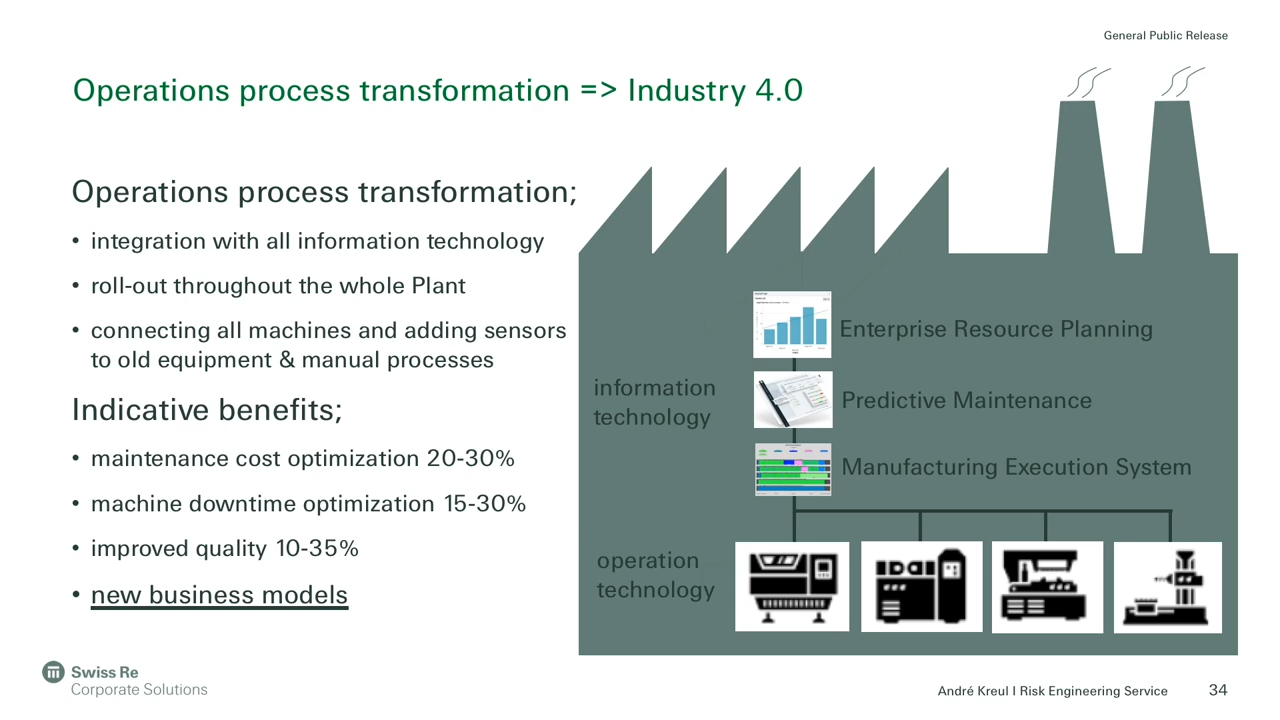 General Public Release
Operations process transformation => Industry 4.0
Operations process transformation;
• integration with all information technology
• roll-out throughout the whole Plant
• connecting all machines and adding sensors
to old equipment & manual processes
Indicative benefits;
• maintenance cost optimization 20-30%
• machine downtime optimization 15-30%
• improved quality 10-35%
• new business models
Enterprise Resource Planning
information
technology
Predictive Maintenance
Manufacturing Execution System
operation
technology
Swiss Re
Corporate Solutions
André Kreul I Risk Engineering Service
34